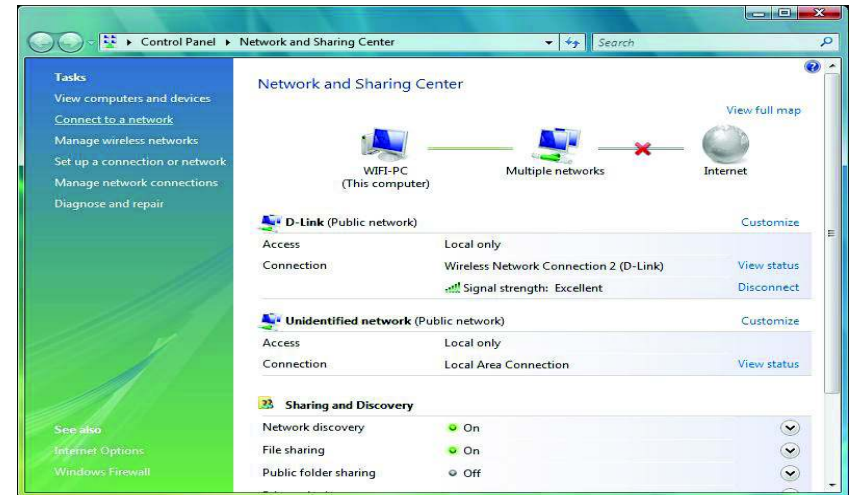 Control Panel Network and Sharing Center Search
Tasks
View computers and devices
Connect to a network
Manage wireless networks
Set up a connection or network
Manage network connections
Diagnose and repair
See also
Internet Options
Windows Firewall
Network and Sharing Center
View full map
WIFI-PC
(This computer)
Multiple networks
Internet
D-Link (Public network) Customize
Access Local only
Connection Wireless Network Connection 2 (D-Link) View status
Signal strength: Excellent Disconnect
Unidentified network (Public network) Customize
Access Local only
Connection Local Area Connection View status
Sharing and Discovery
Network discovery On
File sharing On
Public folder sharing Off